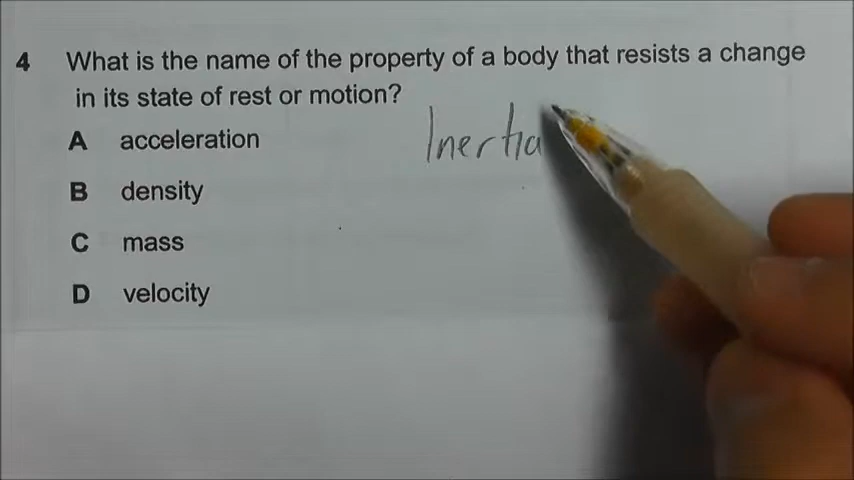 4 What is the name of the property of a body that resists a change
in its state of rest or motion?
Inertia
A acceleration
B density
C mass
D velocity